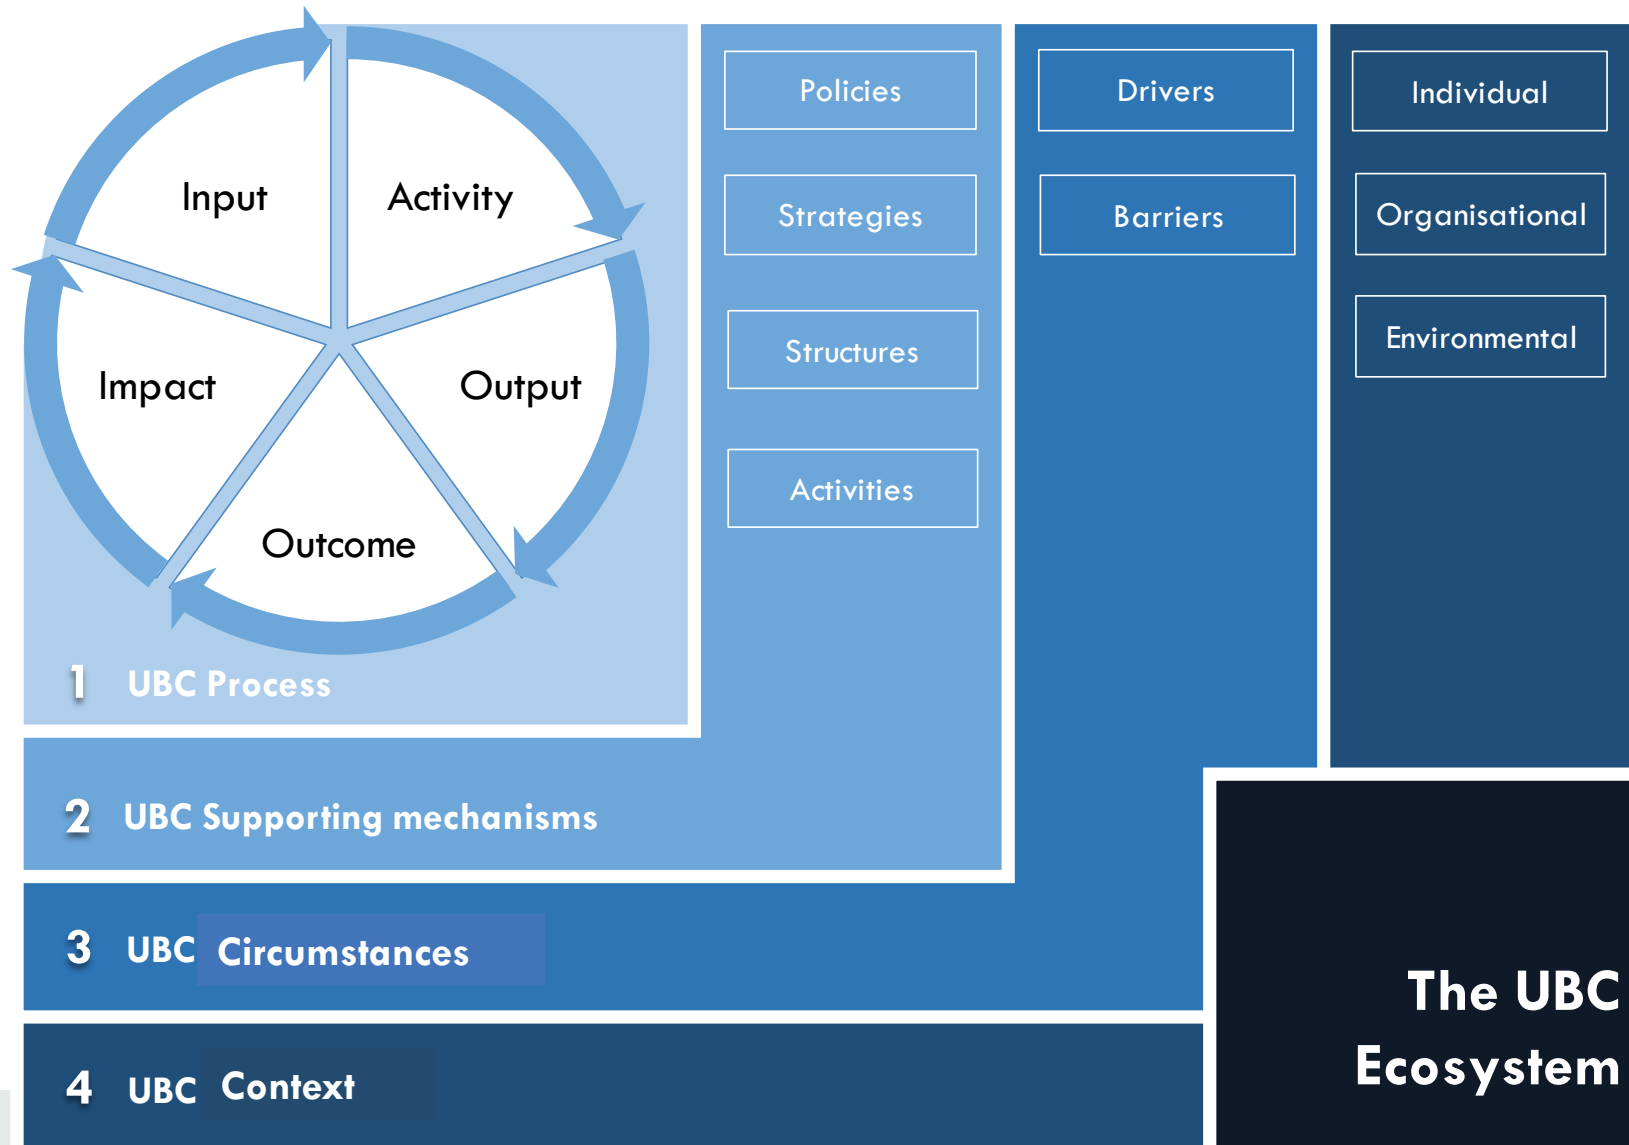 Input
Activity
Output
Outcome
Impact
1 UBC Process
Policies
Strategies
Structures
Activities
2 UBC Supporting mechanisms
Drivers
Barriers
3 UBC Circumstances
Individual
Organisational
Environmental
4 UBC Context
The UBC
Ecosystem